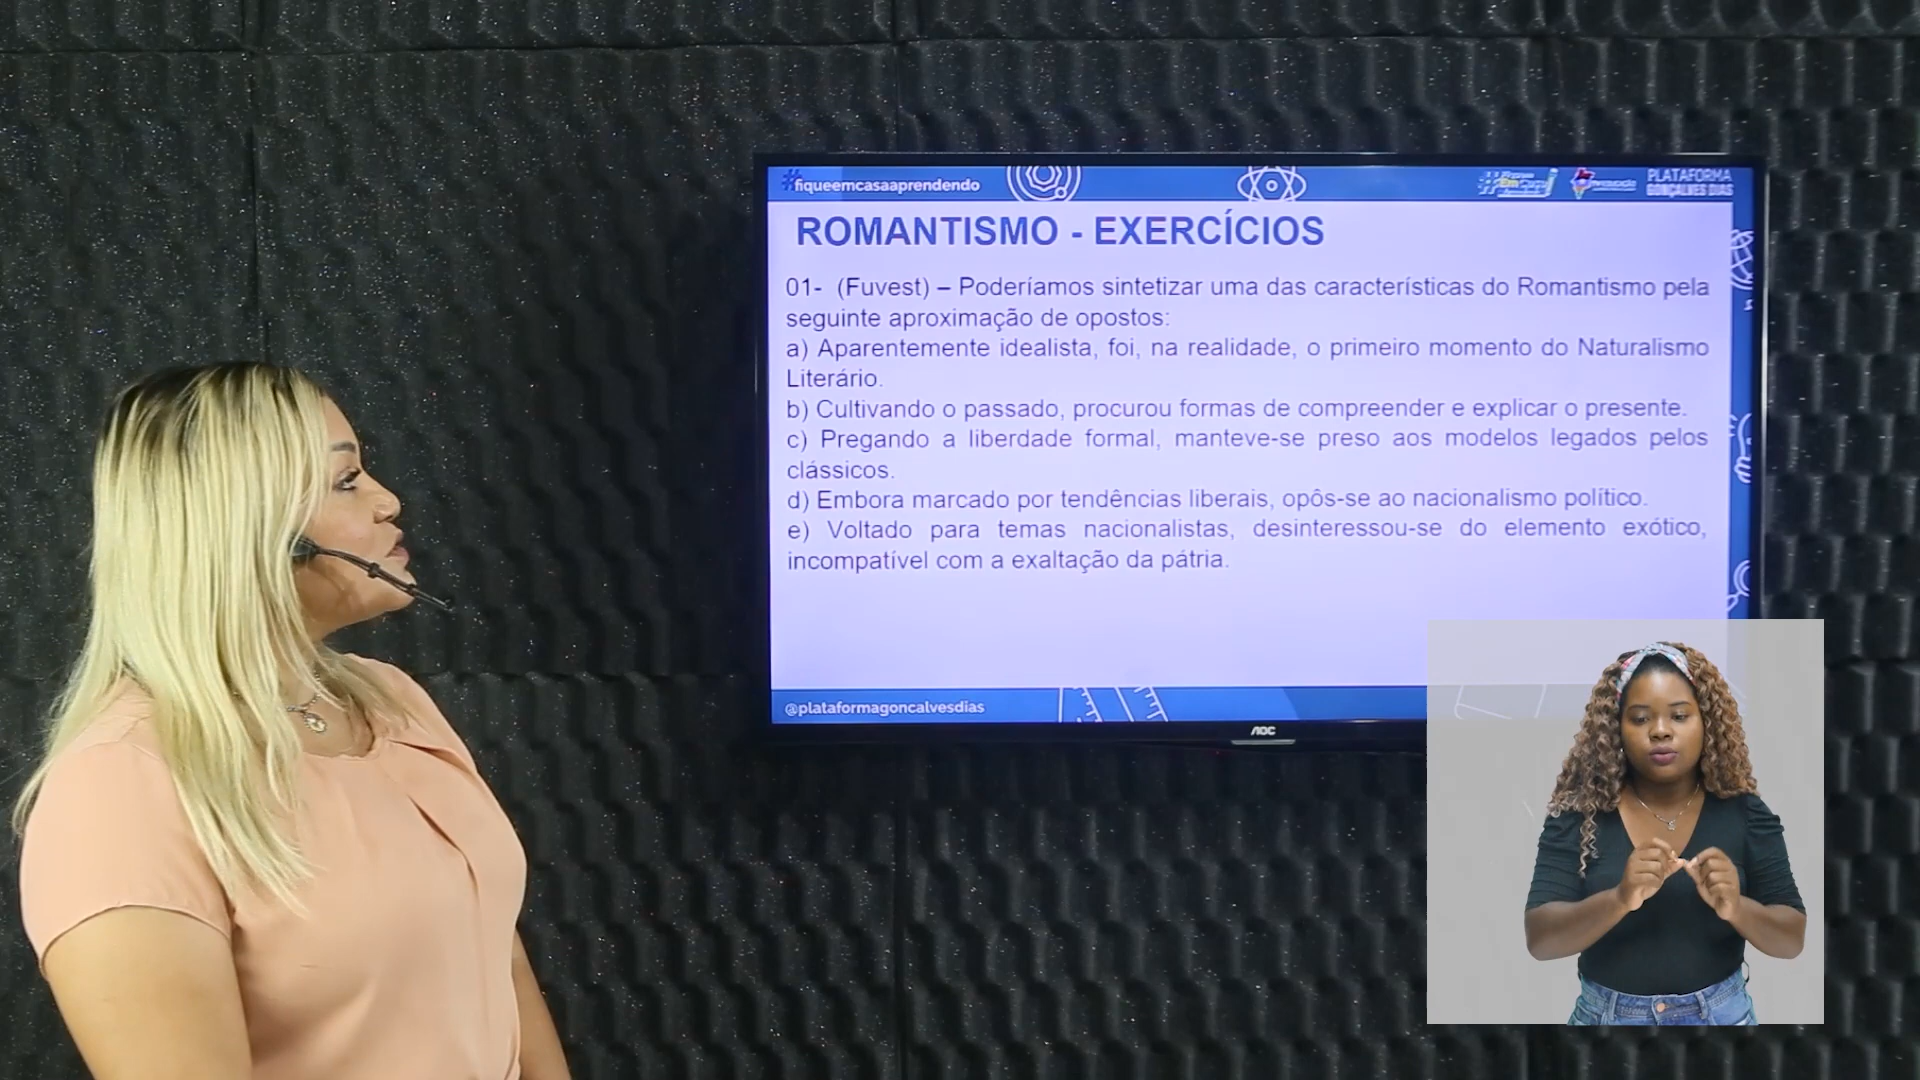 #fiqueemcasaaprendendo
PLATAFORMA
GONÇALVES DIAS
ROMANTISMO - EXERCÍCIOS
01- (Fuvest) – Poderíamos sintetizar uma das características do Romantismo pela
seguinte aproximação de opostos:
a) Aparentemente idealista, foi, na realidade, o primeiro momento do Naturalismo
Literário.
b) Cultivando o passado, procurou formas de compreender e explicar o presente.
c) Pregando a liberdade formal, manteve-se preso aos modelos legados pelos
clássicos.
d) Embora marcado por tendências liberais, opôs-se ao nacionalismo político.
e) Voltado para temas nacionalistas, desinteressou-se do elemento exótico,
incompatível com a exaltação da pátria.
@plataformagoncalvesdias
AOC